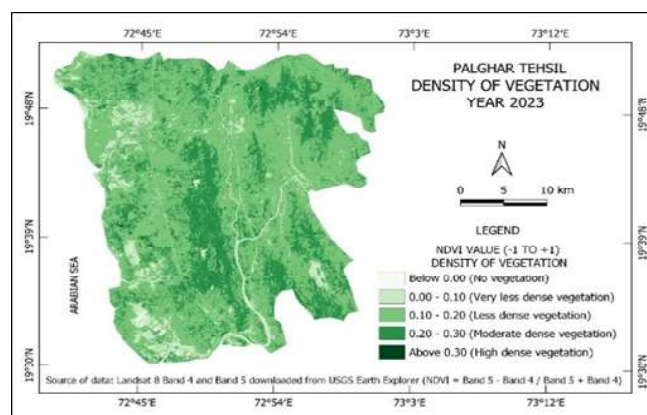 72°45'E 72°54'E 73°3'E 73°12'E
PALGHAR TEHSIL
DENSITY OF VEGETATION
YEAR 2023
19°48'N 19°48'N
N
0 5 10 km
LEGEND
19°39'N 19°39'N
NDVI VALUE (-1 TO +1)
DENSITY OF VEGETATION
ARABIAN SEA
Below 0.00 (No vegetation)
0.00 - 0.10 (Very less dense vegetation)
0.10 - 0.20 (Less dense vegetation)
0.20 - 0.30 (Moderate dense vegetation)
Above 0.30 (High dense vegetation)
19°30'N 19°30'N
Source of data: Landsat 8 Band 4 and Band 5 downloaded from USGS Earth Explorer (NDVI = Band 5 - Band 4 / Band 5 + Band 4)
72°45'E 72°54'E 73°3'E 73°12'E